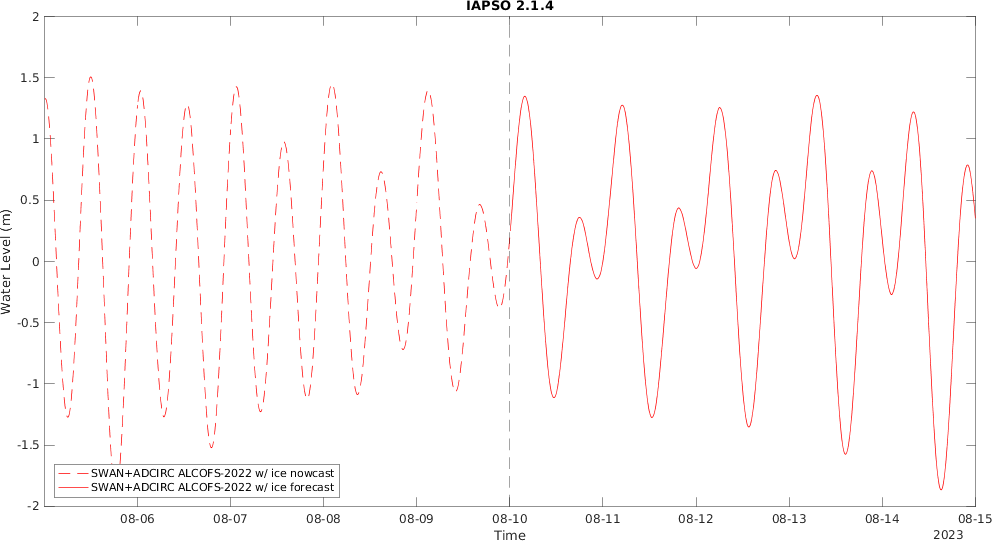 IAPSO 2.1.4
2
1.5
1
0.5
0
-0.5
-1
-1.5
-2
Water Level (m)
SWAN+ADCIRC ALCOFS-2022 w/ ice nowcast
SWAN+ADCIRC ALCOFS-2022 w/ ice forecast
08-06 08-07 08-08 08-09 08-10 08-11 08-12 08-13 08-14 08-15
Time
2023